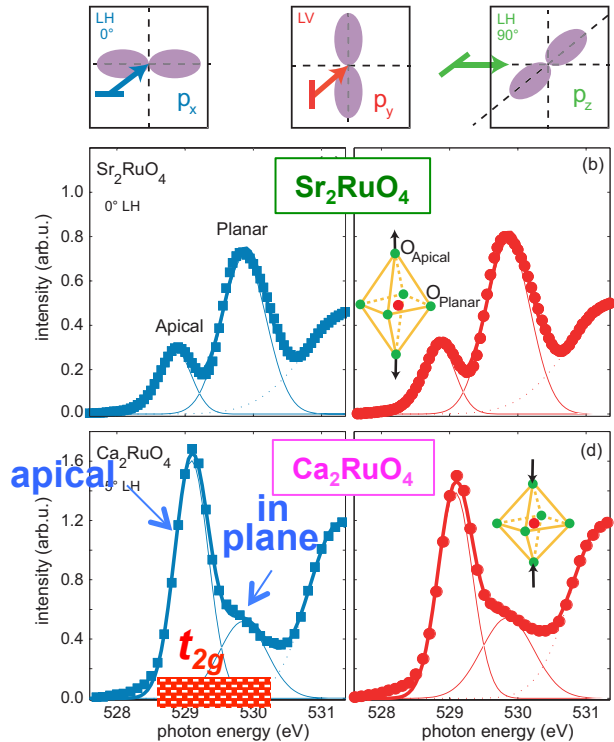 LH
0°
p_x
LV
p_y
LH
90°
p_z
Sr₂RuO₄
0° LH
Sr₂RuO₄
(b)
1.0
0.8
0.6
0.4
0.2
0.0
intensity (arb.u.)
Planar
Apical
O_Apical
O_Planar
Ca₂RuO₄
5° LH
Ca₂RuO₄
(d)
1.6
1.2
0.8
0.4
0.0
intensity (arb.u.)
apical
in
plane
t_2g
528 529 530 531
528 529 530 531
photon energy (eV)
photon energy (eV)